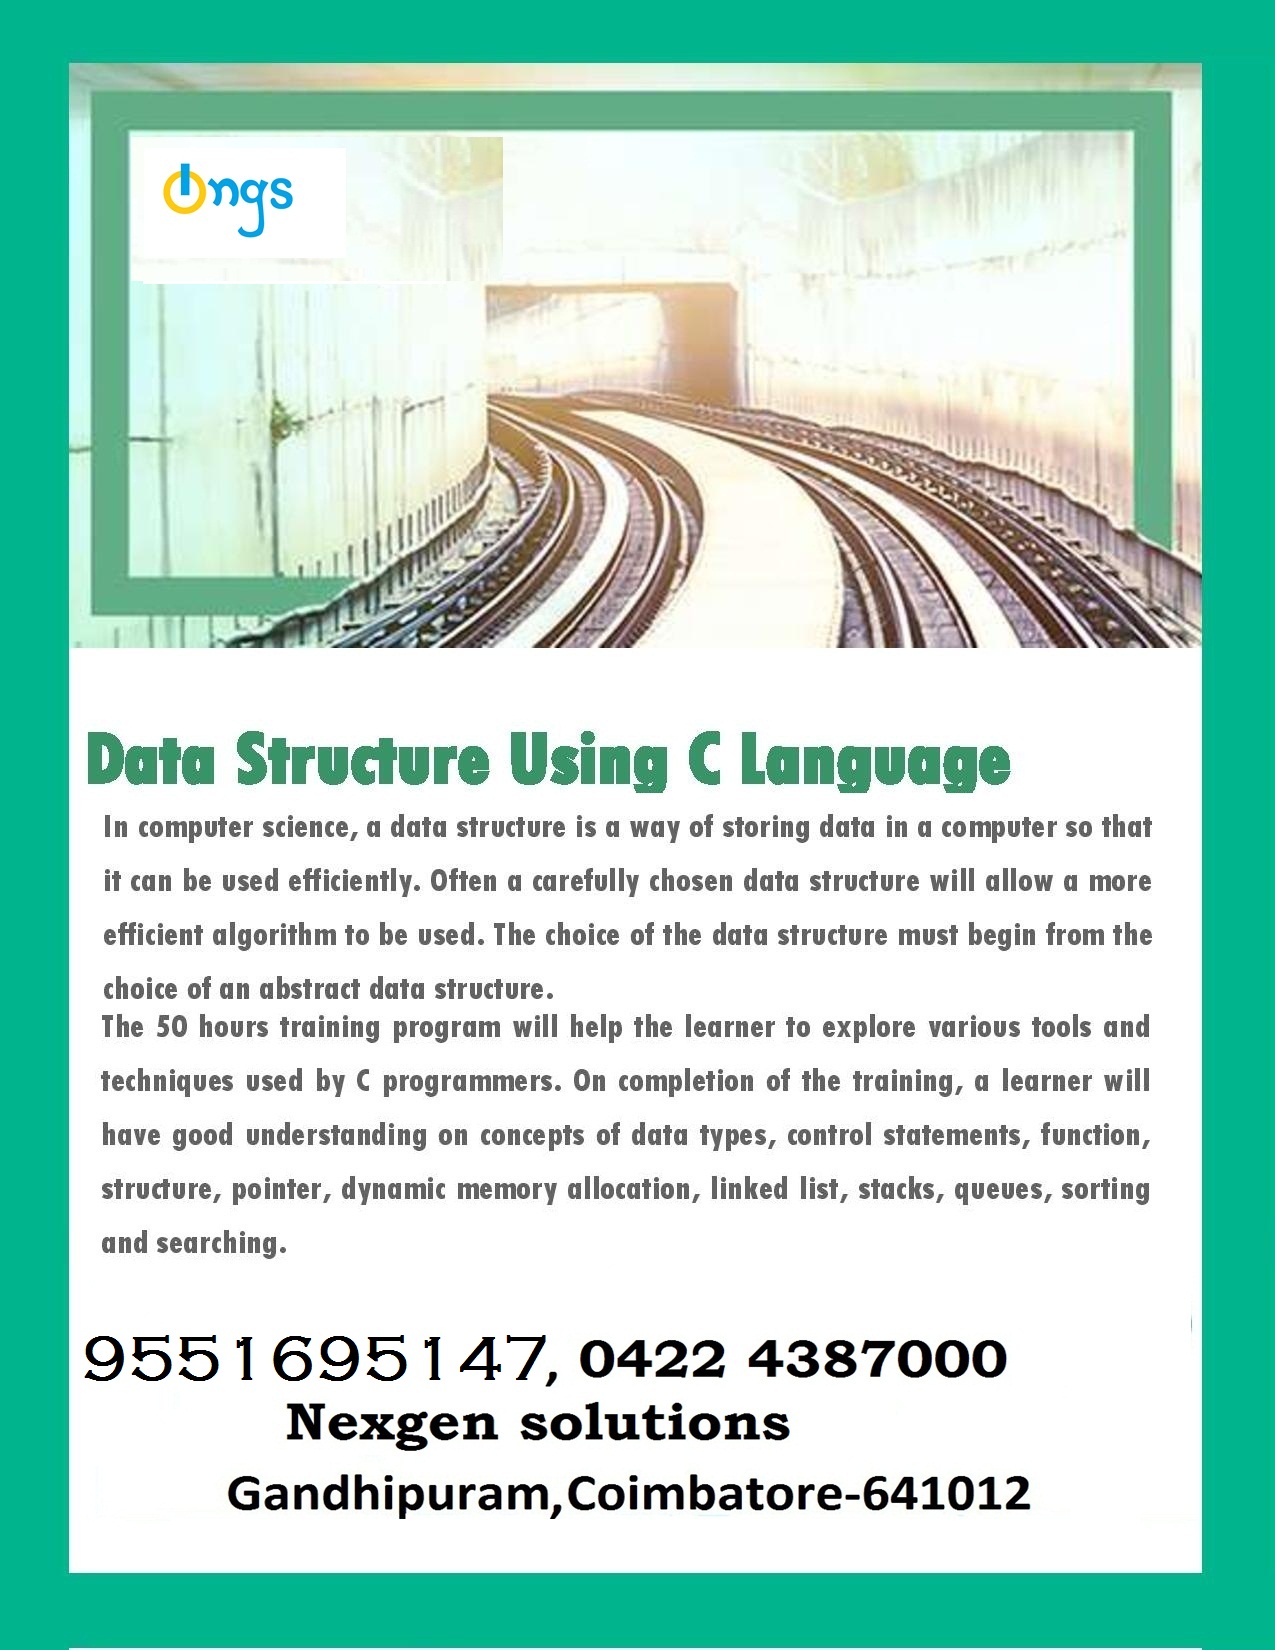 ngs
Data Structure Using C Language
In computer science, a data structure is a way of storing data in a computer so that
it can be used efficiently. Often a carefully chosen data structure will allow a more
efficient algorithm to be used. The choice of the data structure must begin from the
choice of an abstract data structure.
The 50 hours training program will help the learner to explore various tools and
techniques used by C programmers. On completion of the training, a learner will
have good understanding on concepts of data types, control statements, function,
structure, pointer, dynamic memory allocation, linked list, stacks, queues, sorting
and searching.
9551695147, 0422 4387000
Nexgen solutions
Gandhipuram,Coimbatore-641012